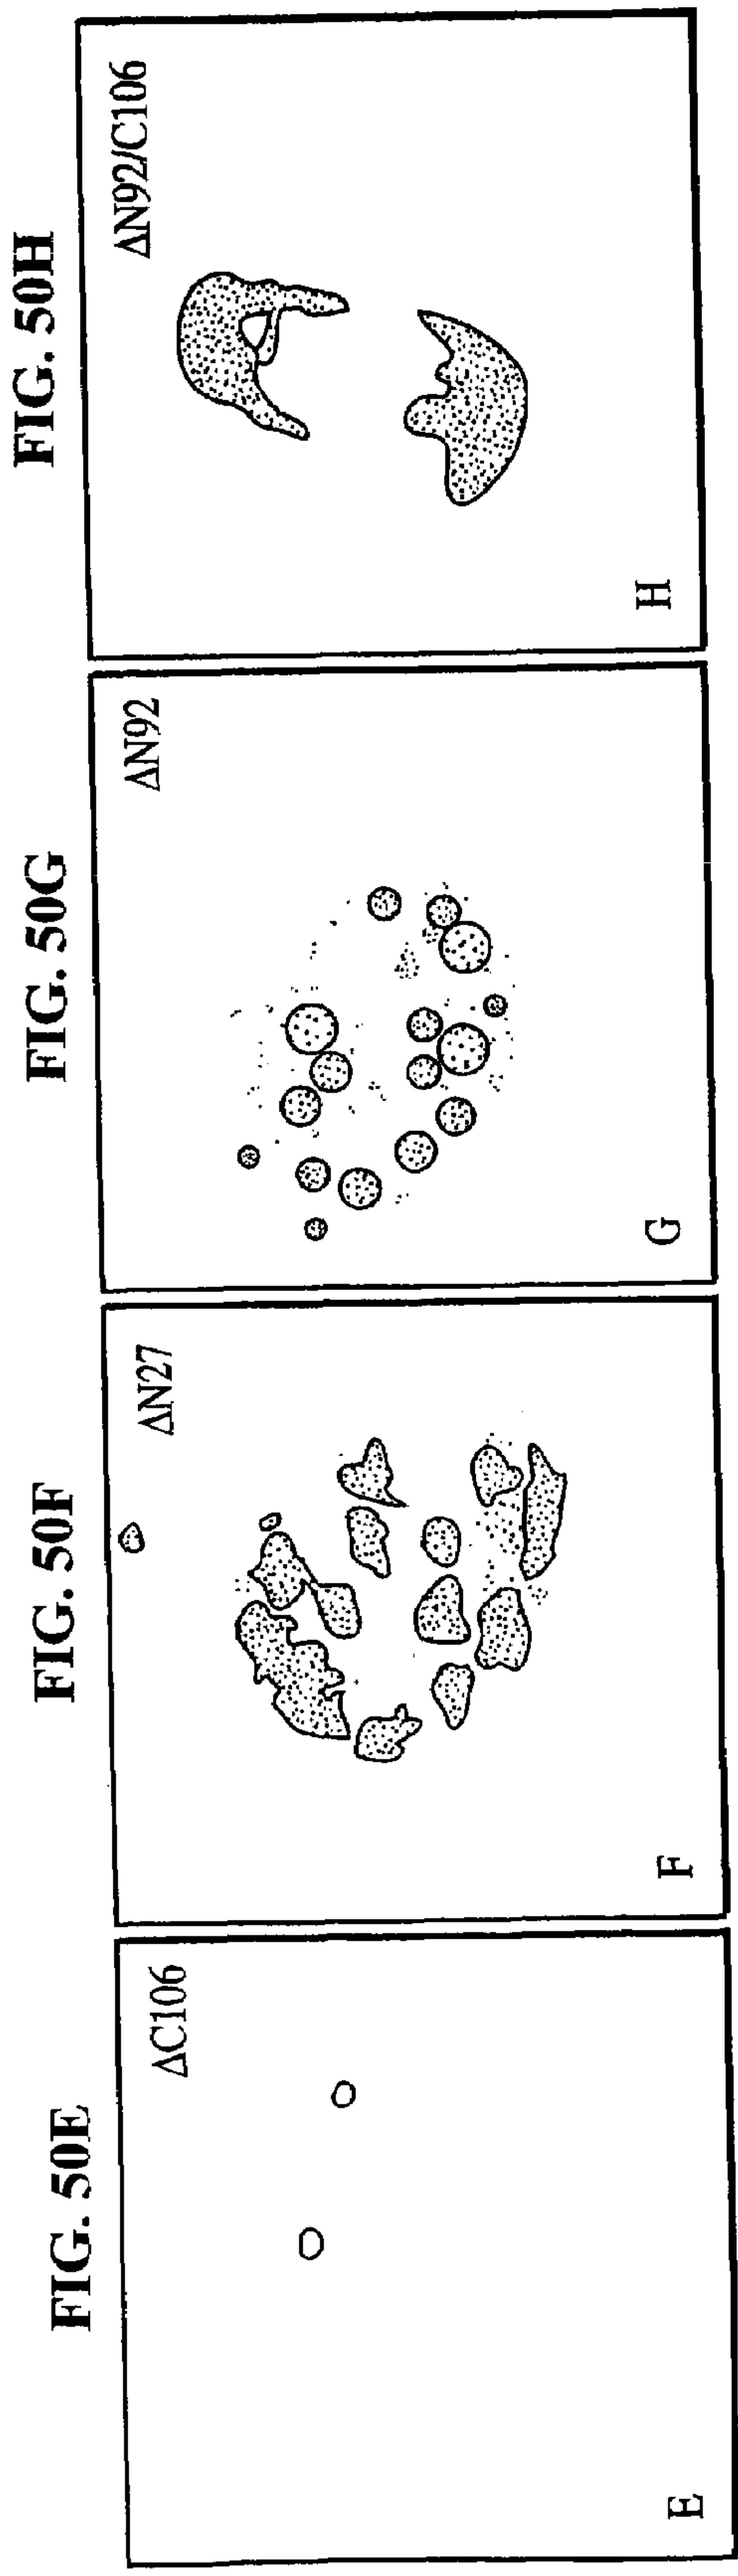 FIG. 50E
ΔC106
E
FIG. 50F
ΔN27
F
FIG. 50G
ΔN92
G
FIG. 50H
ΔN92/C106
H